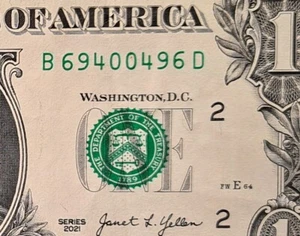 OF AMERICA
B 69400496 D
1
WASHINGTON, D.C.
2
ONE
THE DEPARTMENT OF THE TREASURY
1789
FW E 64
SERIES
2021
Janet L. Yellen
2